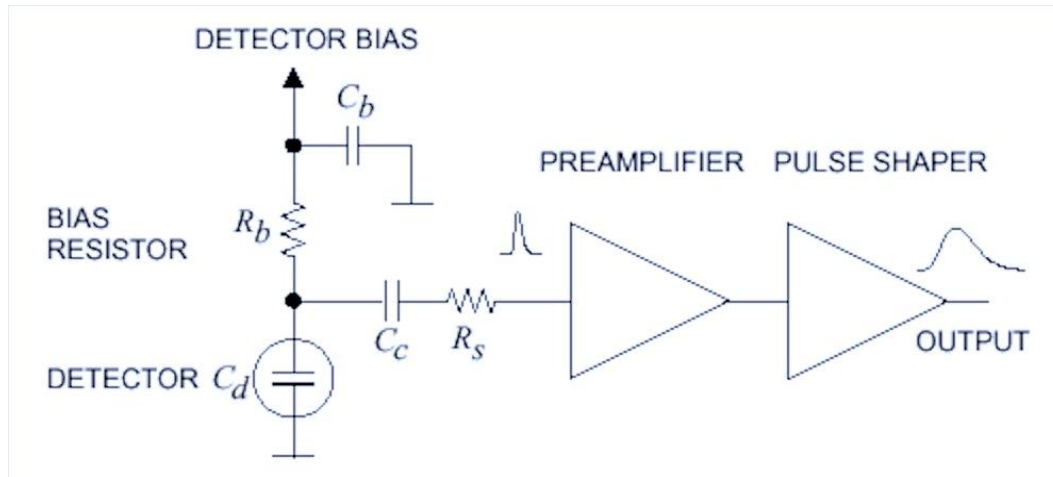 DETECTOR BIAS
C_b
PREAMPLIFIER PULSE SHAPER
BIAS
RESISTOR
R_b
C_c R_s
OUTPUT
DETECTOR C_d